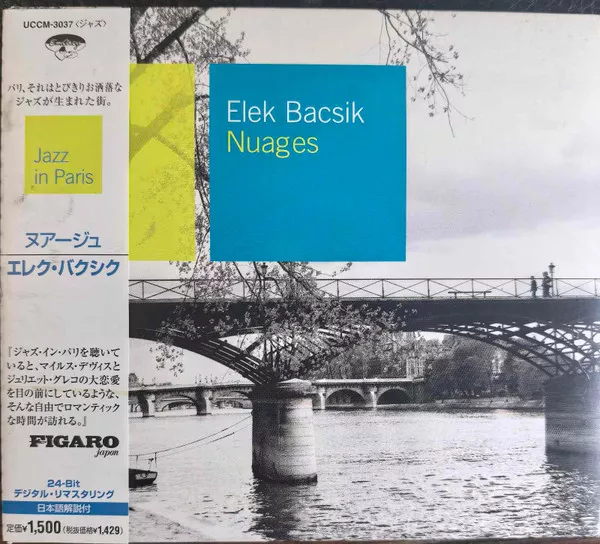 UCCM-3037〈ジャズ〉
パリ、それはとびきりお洒落な
ジャズが生まれた街。
Jazz
in Paris
ヌアージュ
エレク・バクシク
『ジャズ・イン・パリを聴いて
いると、マイルス・デヴィスと
ジュリエット・グレコの大恋愛
を目の前にしているような、
そんな自由でロマンティック
な時間が訪れる。』
FIGARO
japon
24-Bit
デジタル・リマスタリング
日本語解説付
定価¥1,500(税抜価格¥1,429)
Elek Bacsik
Nuages